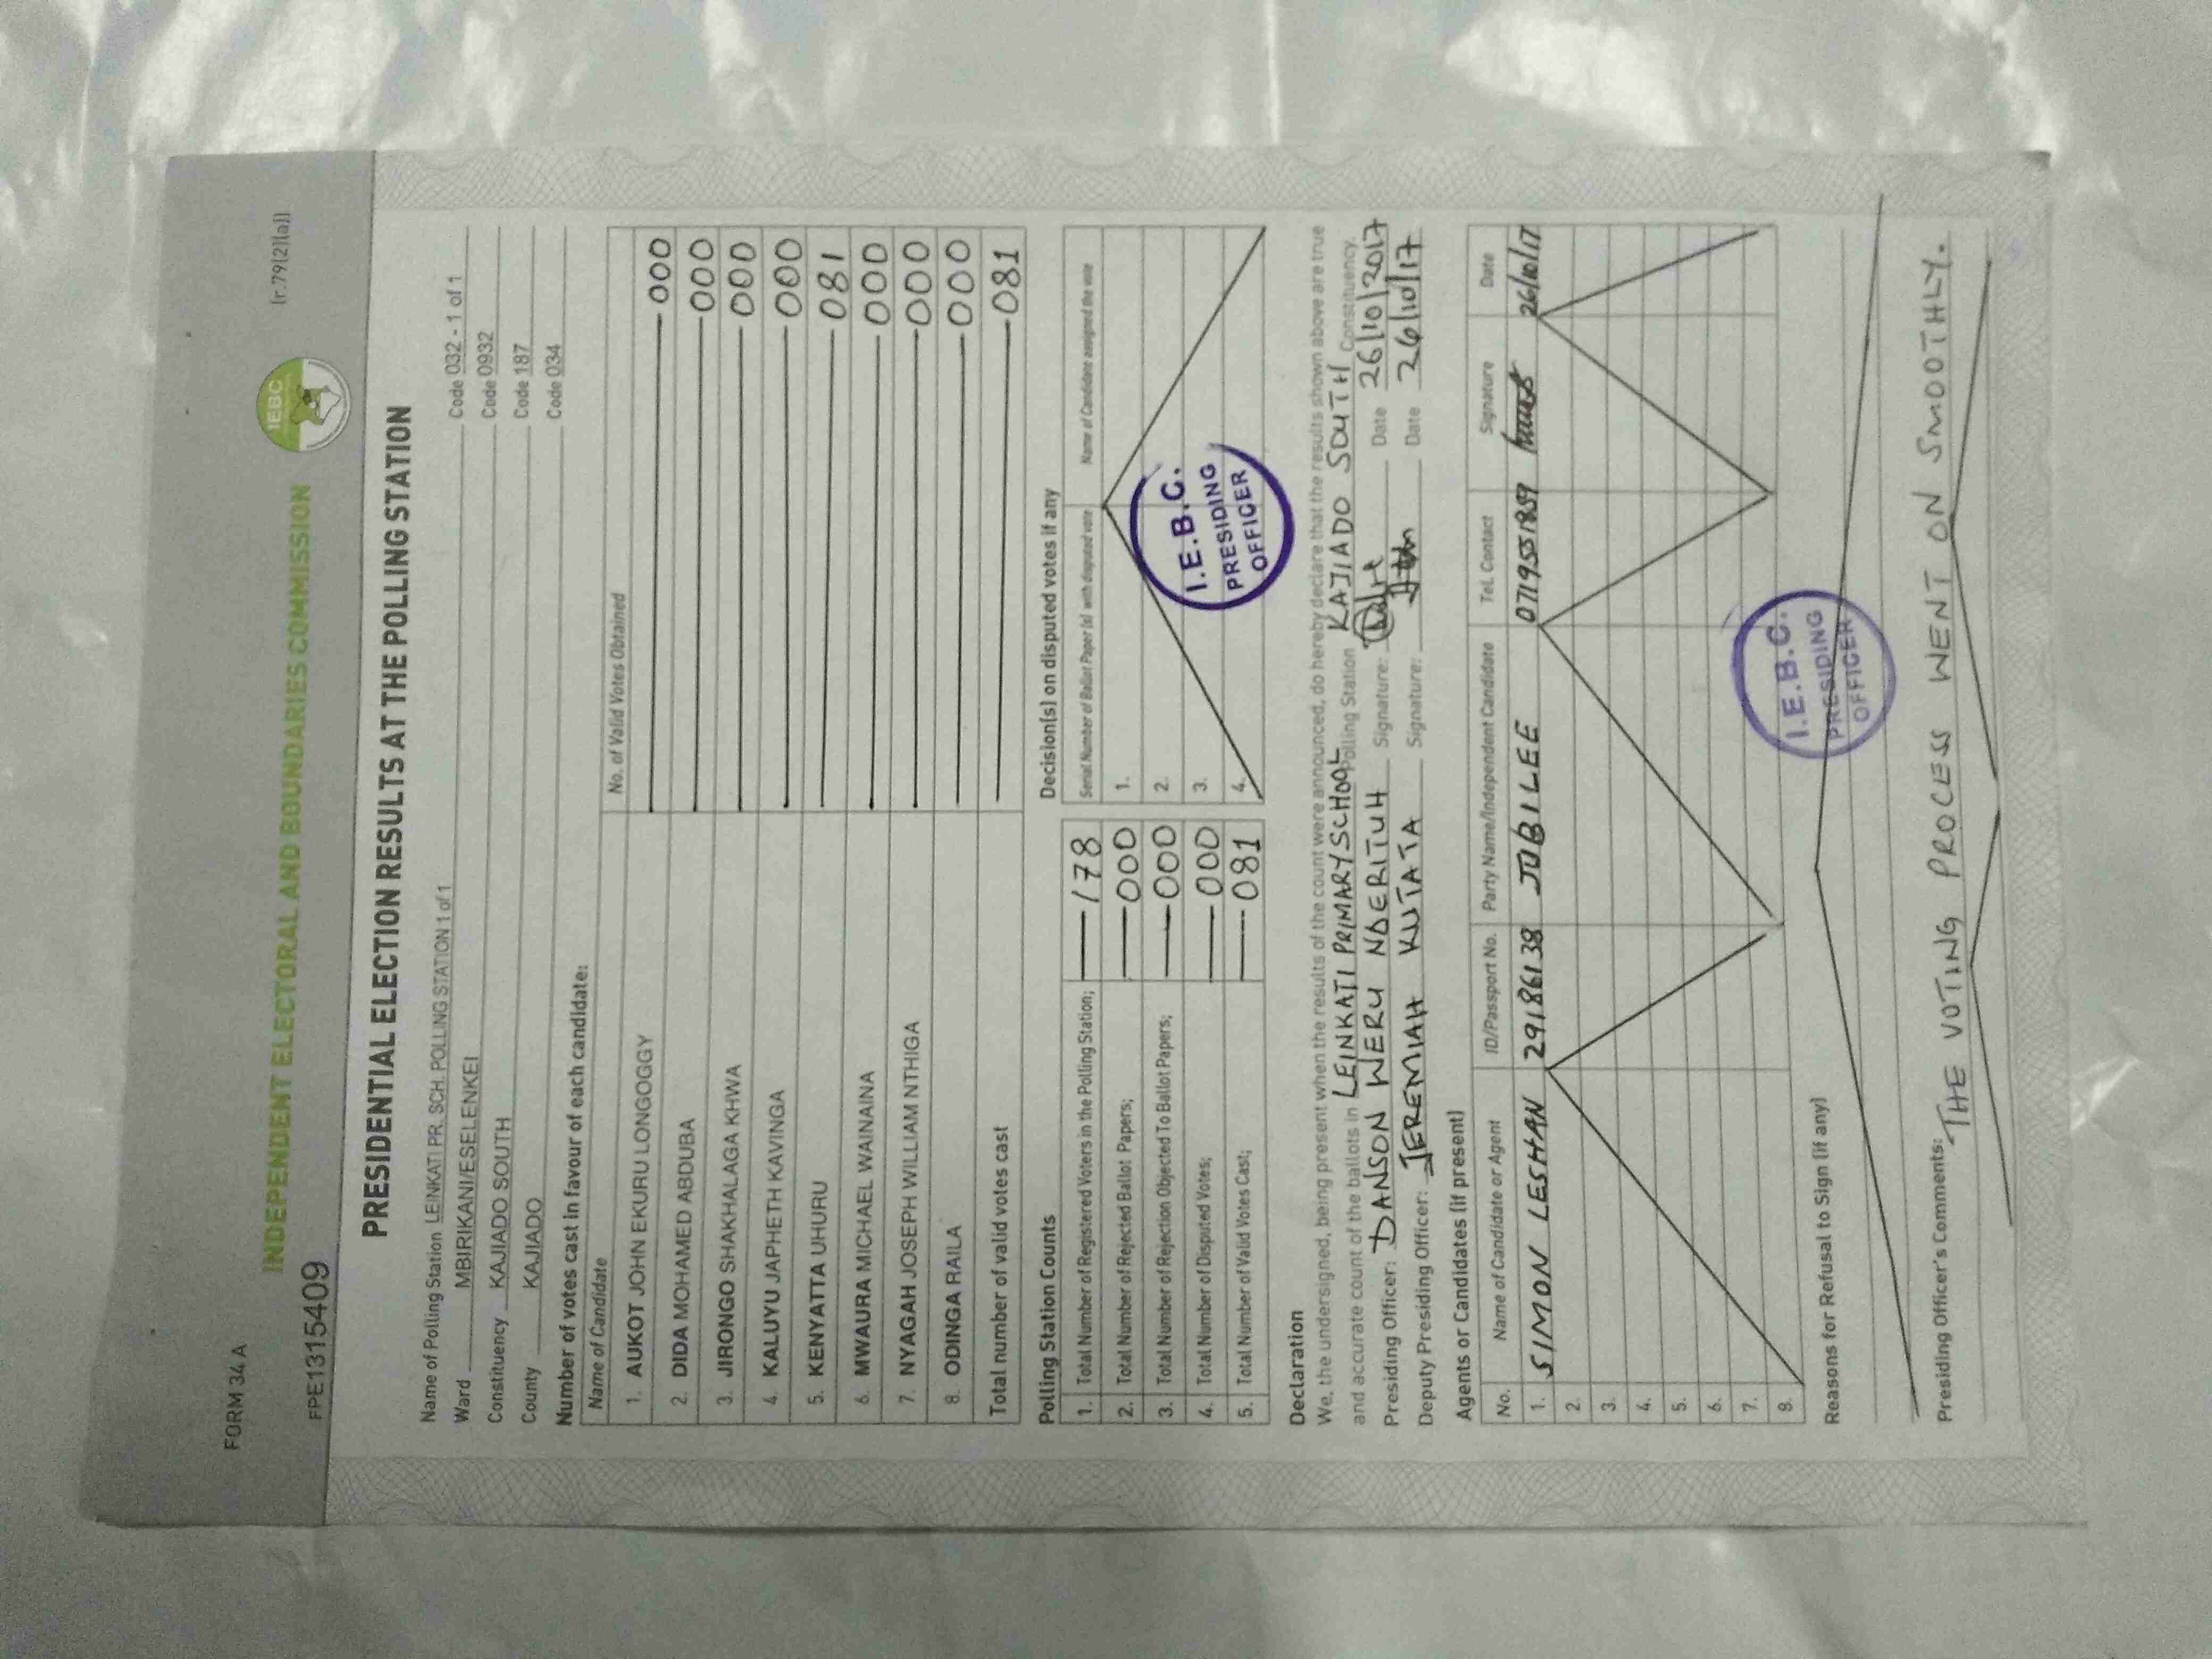 FORM 34 A
(r.79(2)(a))
INDEPENDENT ELECTORAL AND BOUNDARIES COMMISSION
IEBC
FPE1315409
PRESIDENTIAL ELECTION RESULTS AT THE POLLING STATION
Name of Polling Station LEINKATI PR. SCH. POLLING STATION 1 of 1 Code 032 - 1 of 1
Ward MBIRIKANI/ESELENKEI Code 0932
Constituency KAJIADO SOUTH Code 187
County KAJIADO Code 034
Number of votes cast in favour of each candidate:
Name of Candidate No. of Valid Votes Obtained
1. AUKOT JOHN EKURU LONGOGGY 000
2. DIDA MOHAMED ABDUBA 000
3. JIRONGO SHAKHALAGA KHWA 000
4. KALUYU JAPHETH KAVINGA 000
5. KENYATTA UHURU 081
6. MWAURA MICHAEL WAINAINA 000
7. NYAGAH JOSEPH WILLIAM NTHIGA 000
8. ODINGA RAILA 000
Total number of valid votes cast 081
Polling Station Counts
1. Total Number of Registered Voters in the Polling Station; 178
2. Total Number of Rejected Ballot Papers; 000
3. Total Number of Rejection Objected To Ballot Papers; 000
4. Total Number of Disputed Votes; 000
5. Total Number of Valid Votes Cast; 081
Decision(s) on disputed votes if any
Serial Number of Ballot Paper (s) with disputed vote Name of Candidate assigned the vote
1.
2.
3.
4.
I.E.B.C.
PRESIDING
OFFICER
Declaration
We, the undersigned, being present when the results of the count were announced, do hereby declare that the results shown above are true
and accurate count of the ballots in LEINKATI PRIMARY SCHOOL Polling Station KAJIADO SOUTH Constituency.
Presiding Officer: DANSON WERU NDERITUH Signature: Date 26/10/2017
Deputy Presiding Officer: JEREMIAH KUTATA Signature: Date 26/10/17
Agents or Candidates (if present)
No. Name of Candidate or Agent ID/Passport No. Party Name/Independent Candidate Tel. Contact Signature Date
1. SIMON LESHAN 29186138 JUBILEE 0719551859 26/10/17
2.
3.
4.
5.
6.
7.
8.
I.E.B.C.
PRESIDING
OFFICER
Reasons for Refusal to Sign (if any)
Presiding Officer's Comments:
THE VOTING PROCESS WENT ON SMOOTHLY.